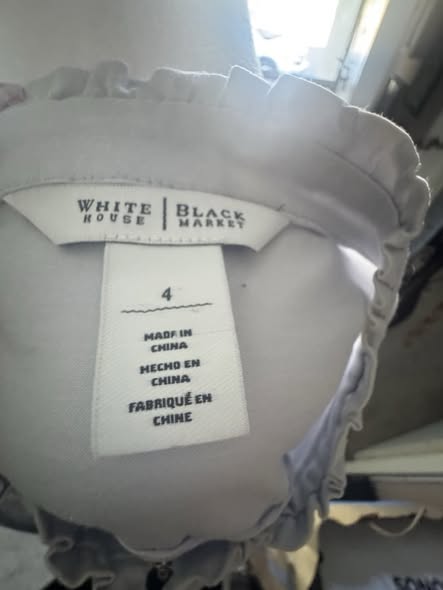 WHITE | BLACK
HOUSE | MARKET
4
MADE IN
CHINA
HECHO EN
CHINA
FABRIQUÉ EN
CHINE